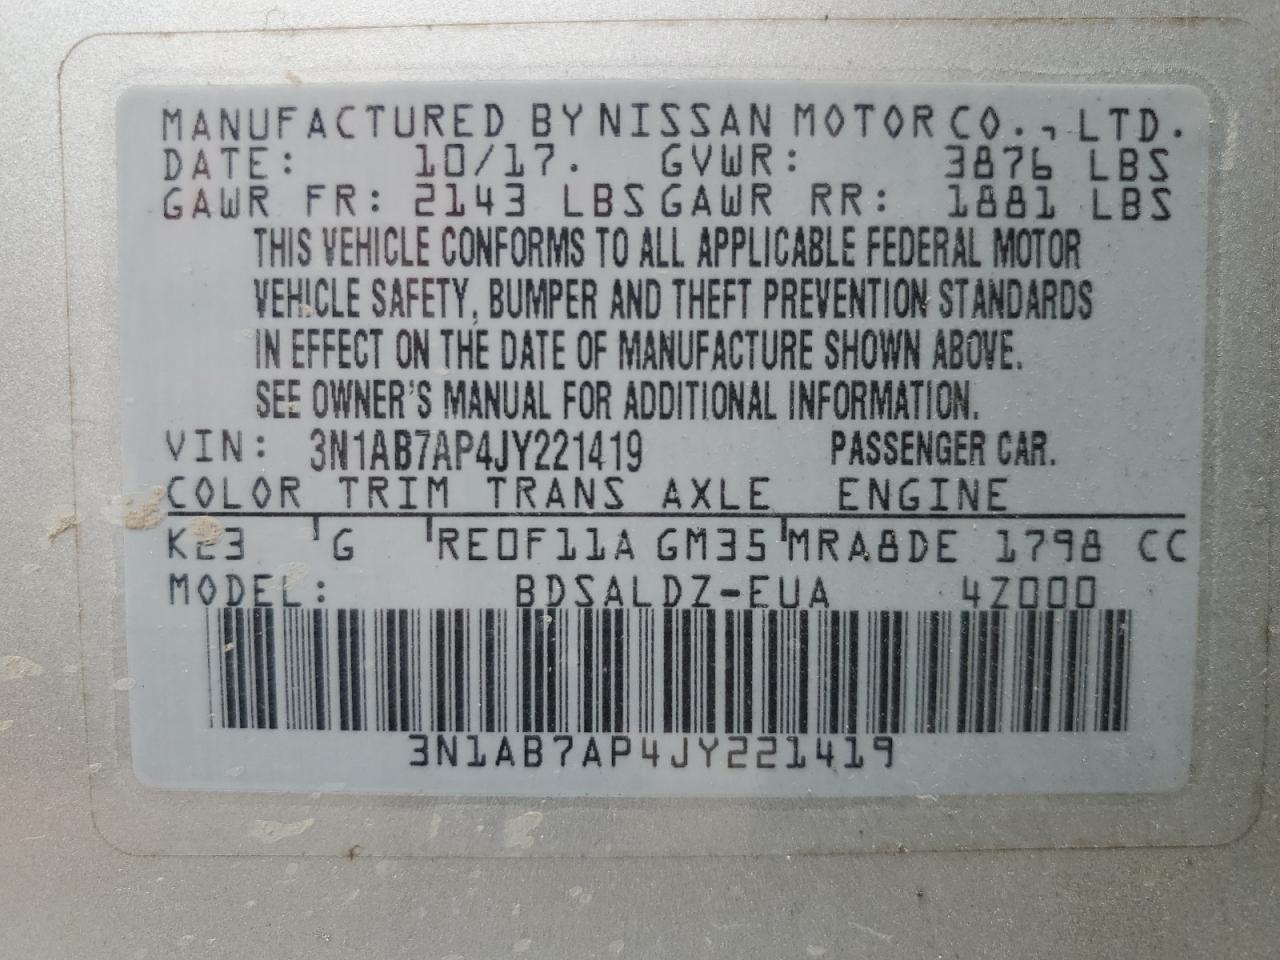 MANUFACTURED BY NISSAN MOTOR CO., LTD.
DATE: 10/17. GVWR: 3876 LBS
GAWR FR: 2143 LBS GAWR RR: 1881 LBS
THIS VEHICLE CONFORMS TO ALL APPLICABLE FEDERAL MOTOR
VEHICLE SAFETY, BUMPER AND THEFT PREVENTION STANDARDS
IN EFFECT ON THE DATE OF MANUFACTURE SHOWN ABOVE.
SEE OWNER'S MANUAL FOR ADDITIONAL INFORMATION.
VIN: 3N1AB7AP4JY221419 PASSENGER CAR.
COLOR TRIM TRANS AXLE ENGINE
K23 G RE0F11A GM35 MRA8DE 1798 CC
MODEL: BDSALDZ-EUA 4Z000
3N1AB7AP4JY221419